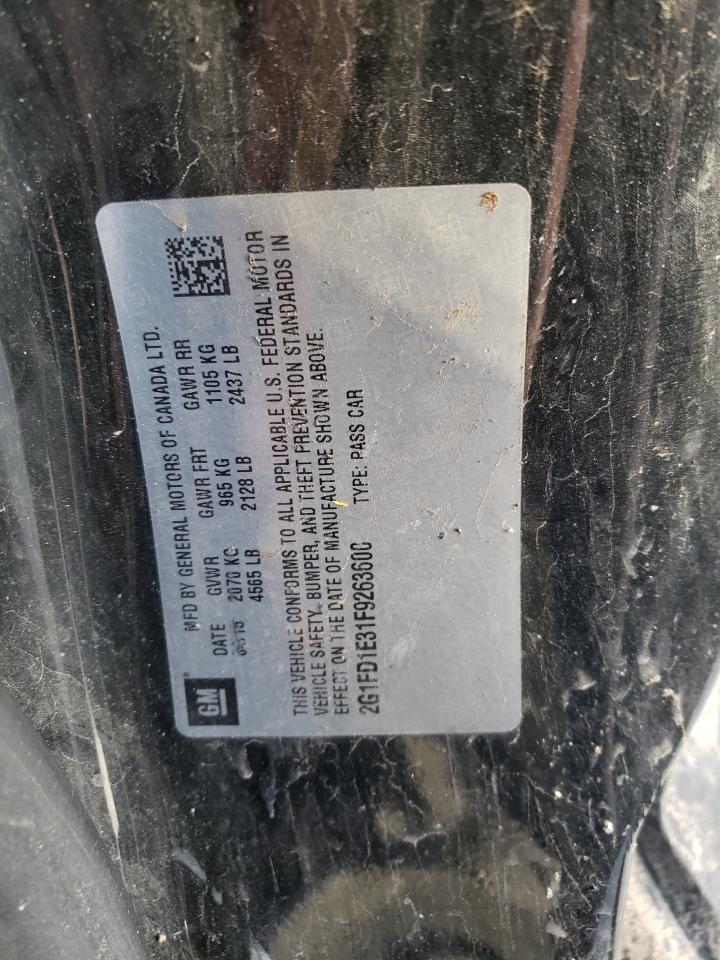 MFD BY GENERAL MOTORS OF CANADA LTD.
DATE GVWR GAWR FRT GAWR RR
2070 KG 965 KG 1105 KG
4565 LB 2128 LB 2437 LB
GM
THIS VEHICLE CONFORMS TO ALL APPLICABLE U.S. FEDERAL MOTOR
VEHICLE SAFETY, BUMPER, AND THEFT PREVENTION STANDARDS IN
EFFECT ON THE DATE OF MANUFACTURE SHOWN ABOVE.
2G1FD1E31F9263600 TYPE: PASS CAR